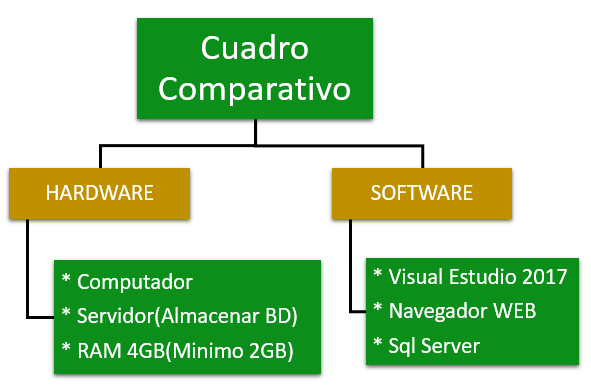 Cuadro
Comparativo
HARDWARE
SOFTWARE
* Computador
* Servidor(Almacenar BD)
* RAM 4GB(Minimo 2GB)
* Visual Estudio 2017
* Navegador WEB
* Sql Server